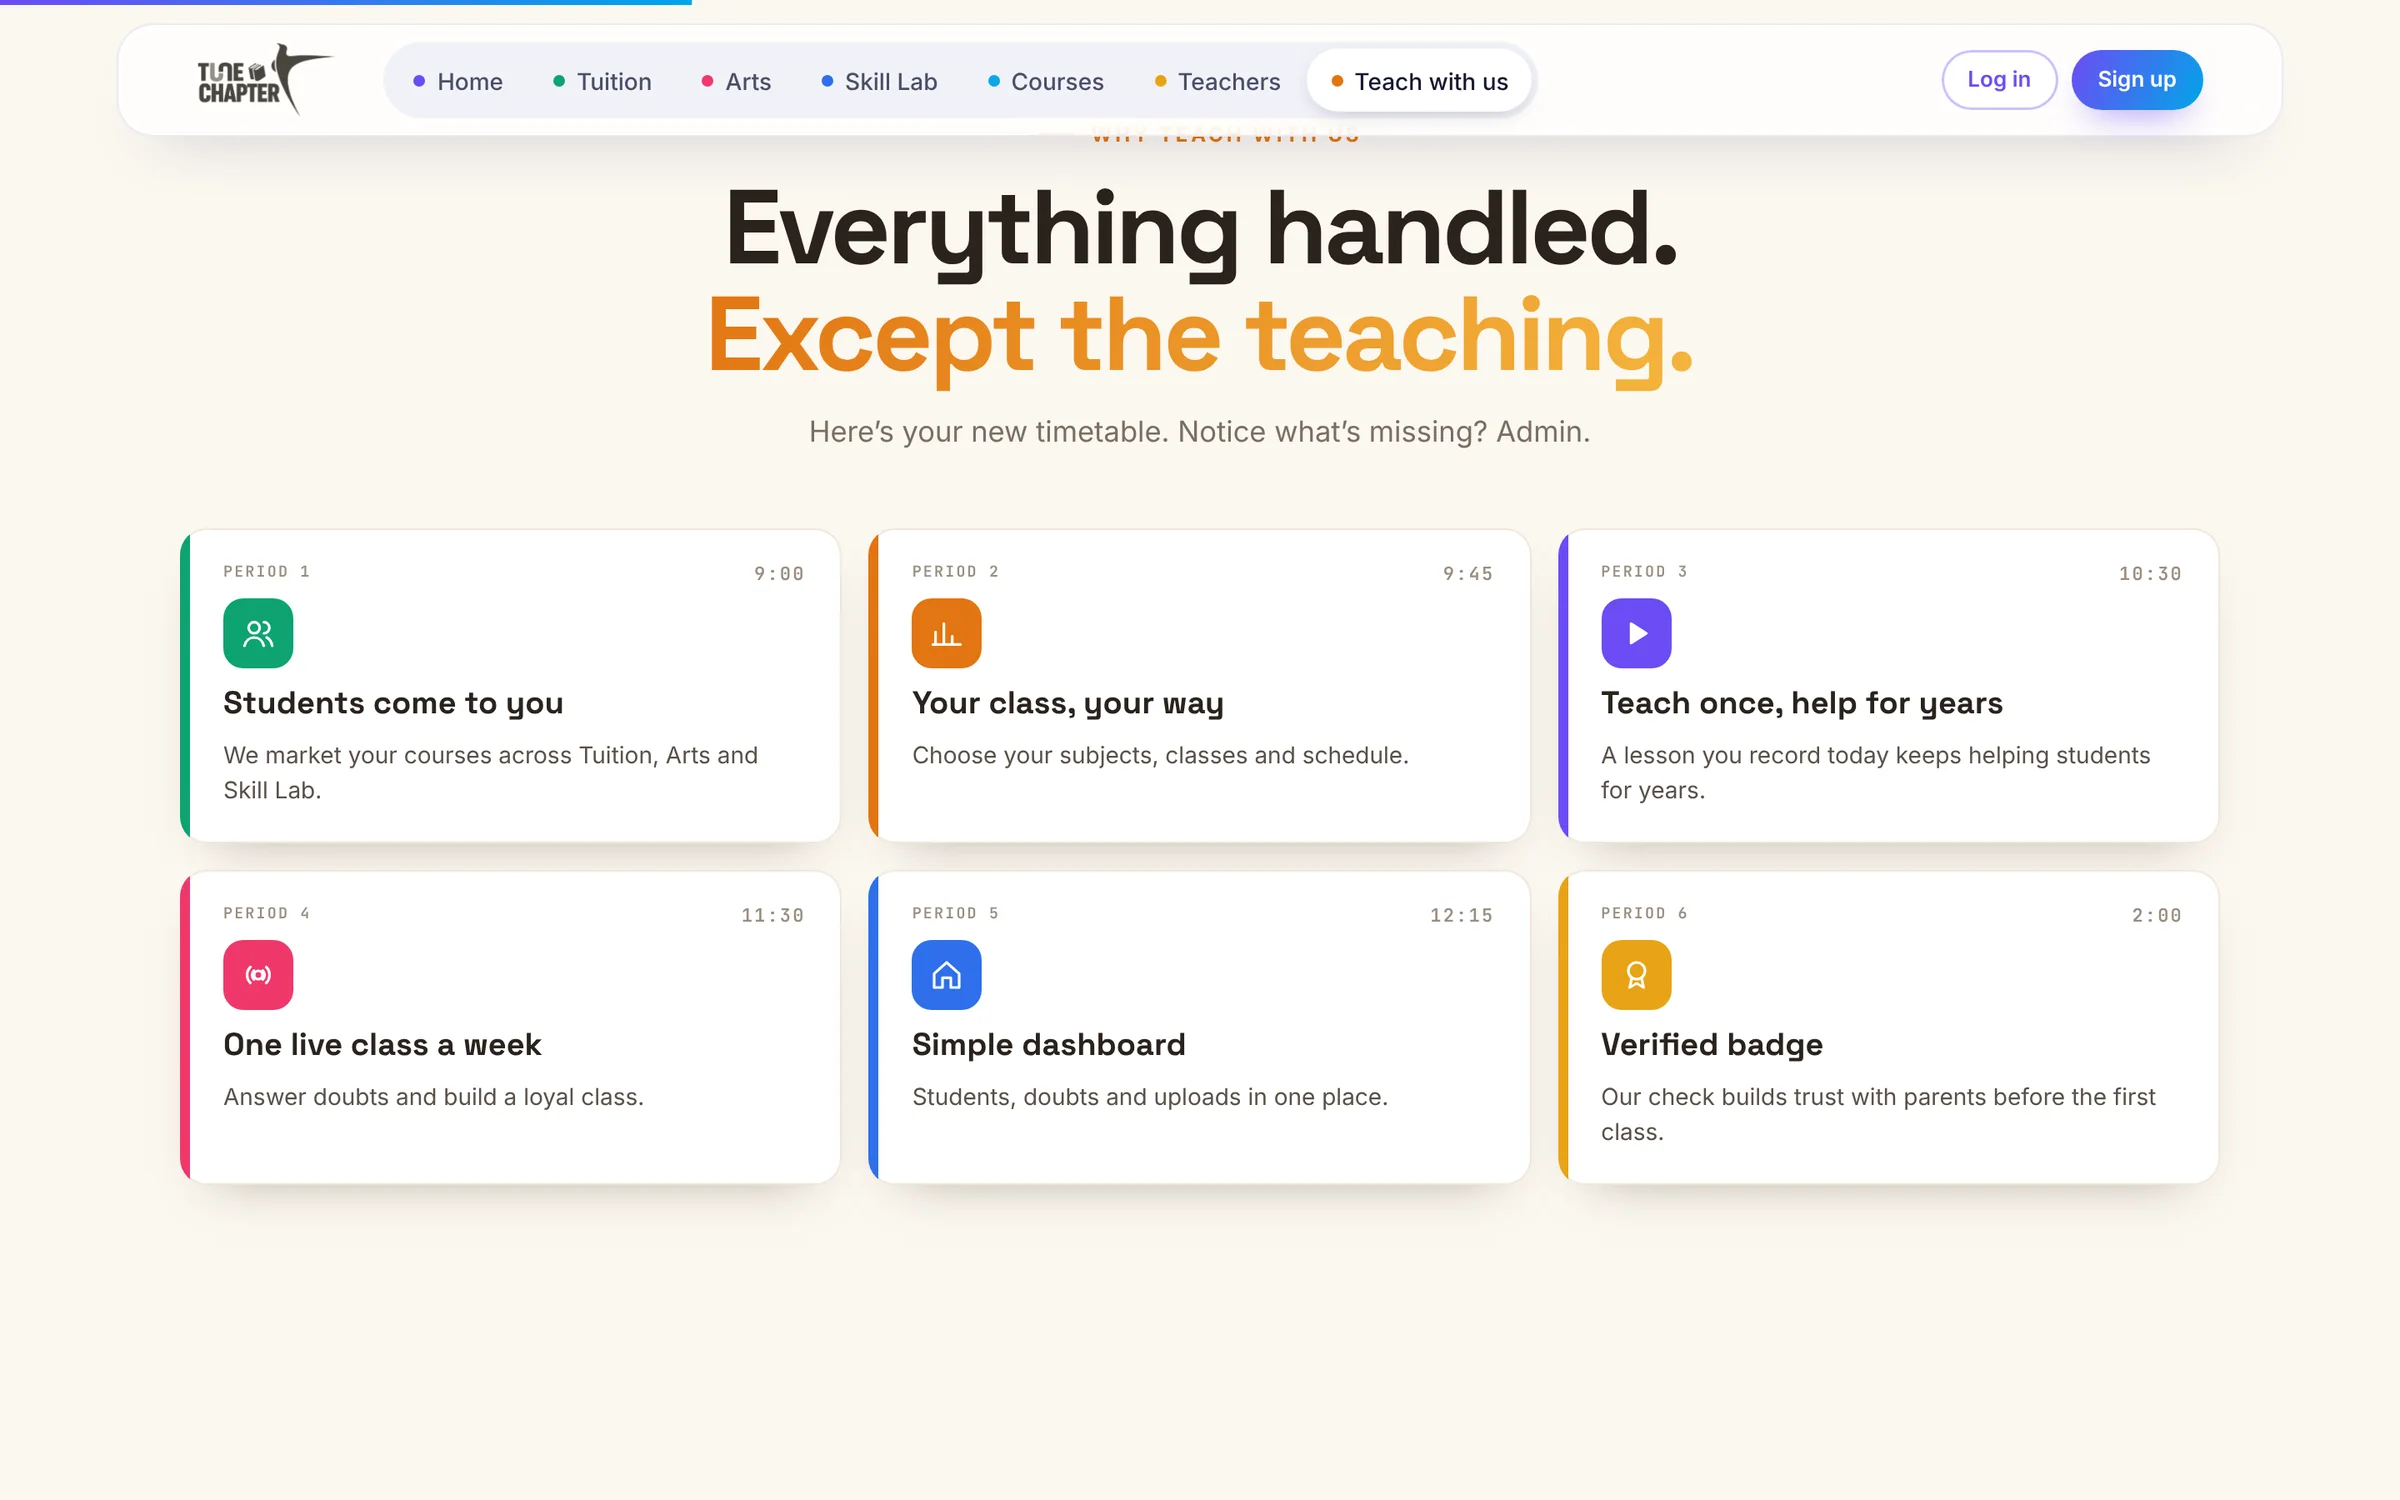 TUNE
CHAPTER
Home
Tuition
Arts
Skill Lab
Courses
Teachers
Teach with us
Log in
Sign up
WHY TEACH WITH US
Everything handled.
Except the teaching.
Here’s your new timetable. Notice what’s missing? Admin.
PERIOD 1
9:00
Students come to you
We market your courses across Tuition, Arts and
Skill Lab.
PERIOD 2
9:45
Your class, your way
Choose your subjects, classes and schedule.
PERIOD 3
10:30
Teach once, help for years
A lesson you record today keeps helping students
for years.
PERIOD 4
11:30
One live class a week
Answer doubts and build a loyal class.
PERIOD 5
12:15
Simple dashboard
Students, doubts and uploads in one place.
PERIOD 6
2:00
Verified badge
Our check builds trust with parents before the first
class.